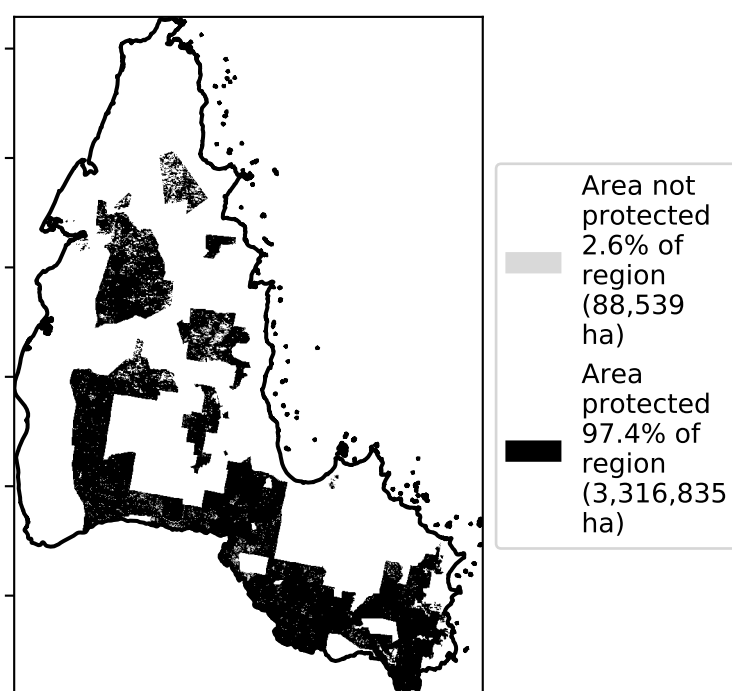 Area not
protected
2.6% of
region
(88,539
ha)
Area
protected
97.4% of
region
(3,316,835
ha)